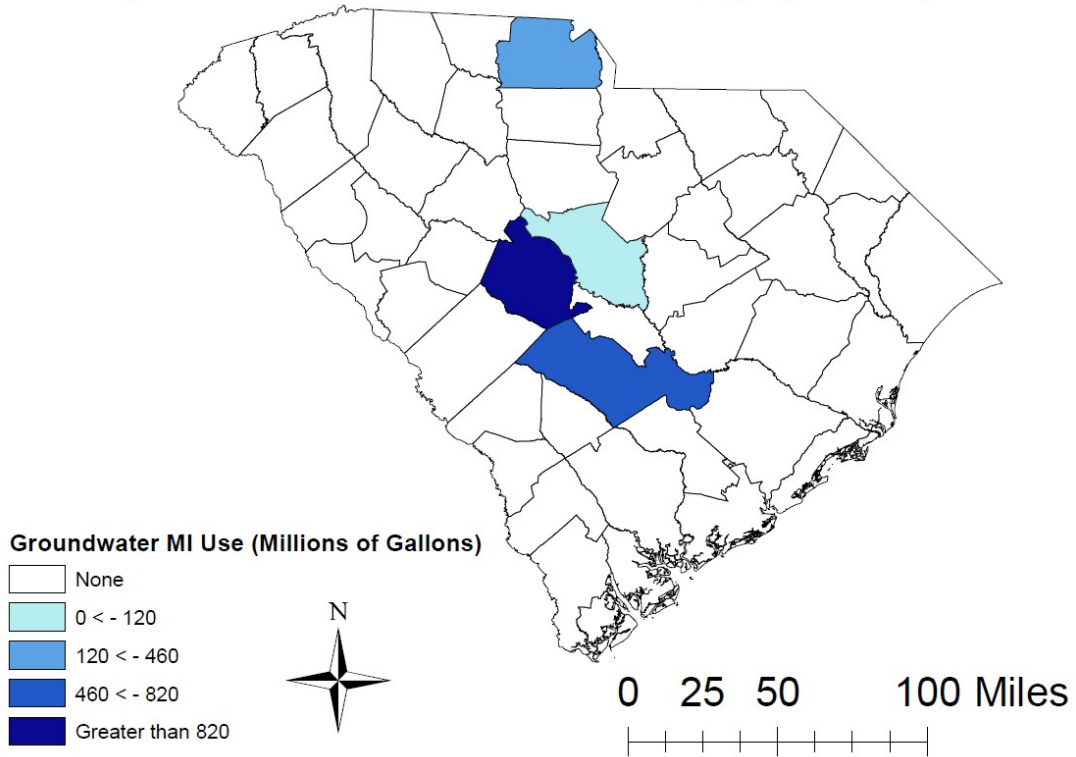 Groundwater MI Use (Millions of Gallons)
None
0 < - 120
120 < - 460
460 < - 820
Greater than 820
N
0 25 50 100 Miles